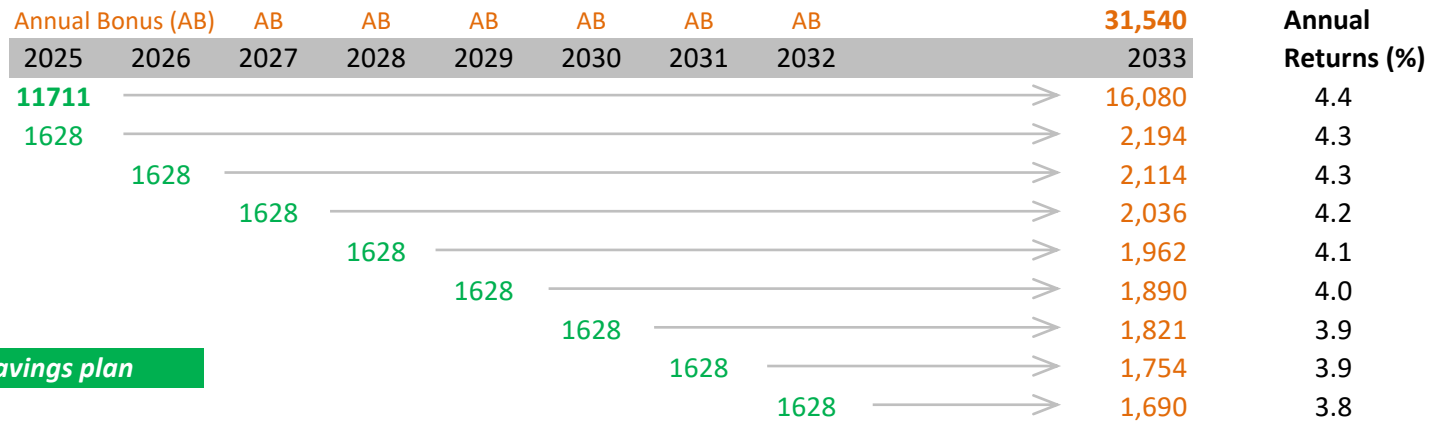 Annual Bonus (AB) AB AB AB AB AB AB 31,540 Annual
2025 2026 2027 2028 2029 2030 2031 2032 2033 Returns (%)
11711 16,080 4.4
1628 2,194 4.3
1628 2,114 4.3
1628 2,036 4.2
1628 1,962 4.1
1628 1,890 4.0
1628 1,821 3.9
avings plan 1628 1,754 3.9
1628 1,690 3.8